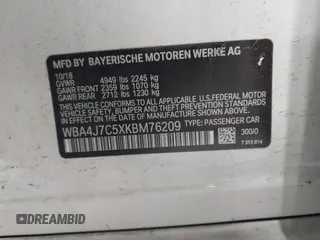 MFD BY BAYERISCHE MOTOREN WERKE AG
10/18
GVWR 4949 lbs 2245 kg
GAWR FRONT 2359 lbs 1070 kg
GAWR REAR 2712 lbs 1230 kg
THIS VEHICLE CONFORMS TO ALL APPLICABLE U.S. FEDERAL MOTOR
VEHICLE SAFETY, BUMPER, AND THEFT PREVENTION
STANDARDS IN EFFECT ON THE DATE OF MANUFACTURE SHOWN ABOVE.
WBA4J7C5XKBM76209 TYPE: PASSENGER CAR
300/0
DREAMBID